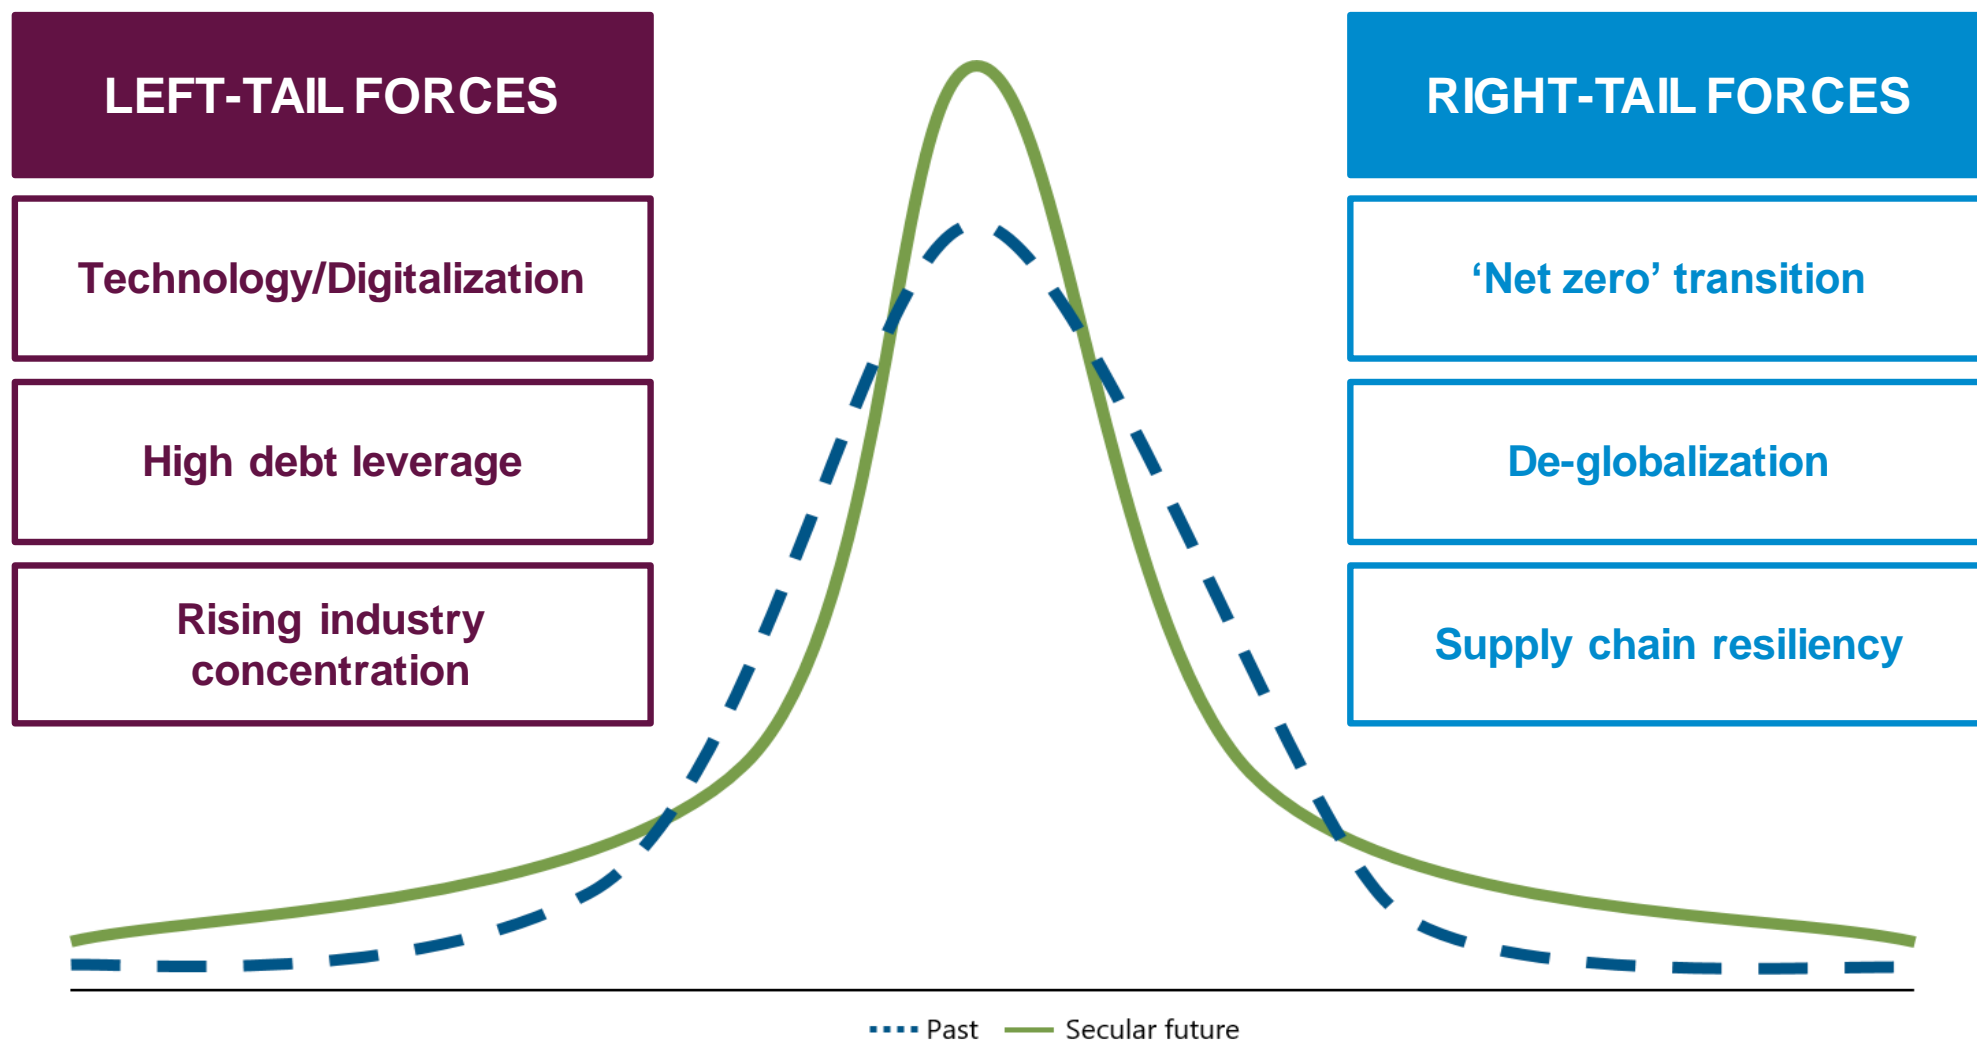 LEFT-TAIL FORCES
Technology/Digitalization
High debt leverage
Rising industry
concentration
RIGHT-TAIL FORCES
‘Net zero’ transition
De-globalization
Supply chain resiliency
Past
Secular future